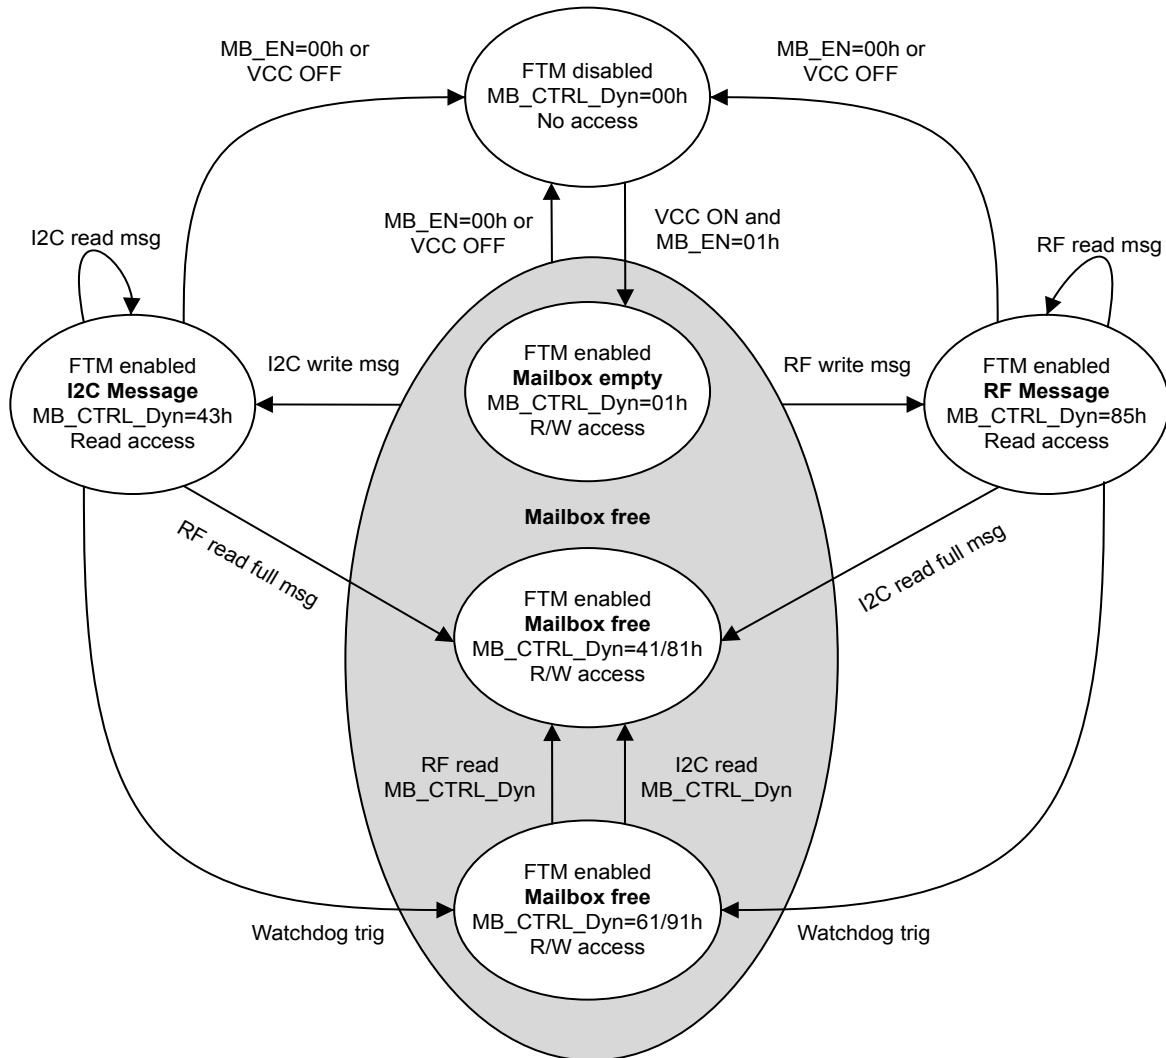 MB_EN=00h or
VCC OFF
FTM disabled
MB_CTRL_Dyn=00h
No access
MB_EN=00h or
VCC OFF
MB_EN=00h or
VCC OFF
VCC ON and
MB_EN=01h
I2C read msg
RF read msg
FTM enabled
I2C Message
MB_CTRL_Dyn=43h
Read access
I2C write msg
FTM enabled
Mailbox empty
MB_CTRL_Dyn=01h
R/W access
RF write msg
FTM enabled
RF Message
MB_CTRL_Dyn=85h
Read access
Mailbox free
RF read full msg
I2C read full msg
FTM enabled
Mailbox free
MB_CTRL_Dyn=41/81h
R/W access
RF read
MB_CTRL_Dyn
I2C read
MB_CTRL_Dyn
FTM enabled
Mailbox free
MB_CTRL_Dyn=61/91h
R/W access
Watchdog trig
Watchdog trig